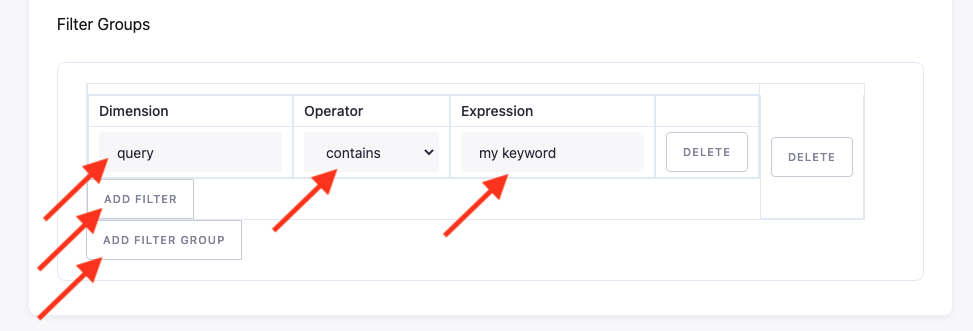 Filter Groups
Dimension Operator Expression
query contains my keyword DELETE DELETE
ADD FILTER
ADD FILTER GROUP